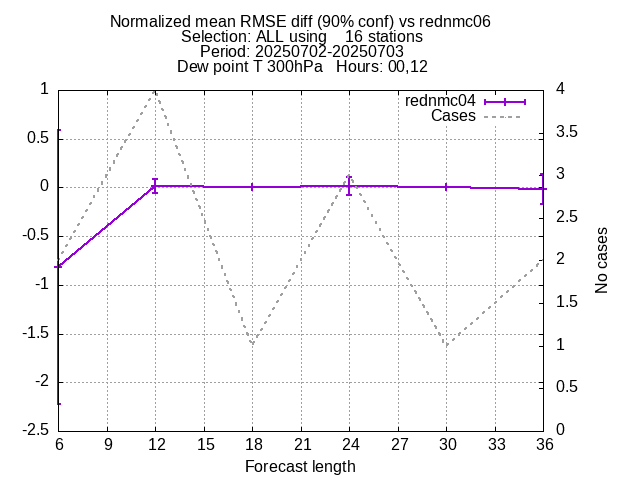 Normalized mean RMSE diff (90% conf) vs rednmc06
Selection: ALL using    16 stations
Period: 20250702-20250703
Dew point T 300hPa   Hours: 00,12
rednmc04
Cases
1
0.5
0
-0.5
-1
-1.5
-2
-2.5
4
3.5
3
2.5
2
1.5
1
0.5
0
No cases
6 9 12 15 18 21 24 27 30 33 36
Forecast length